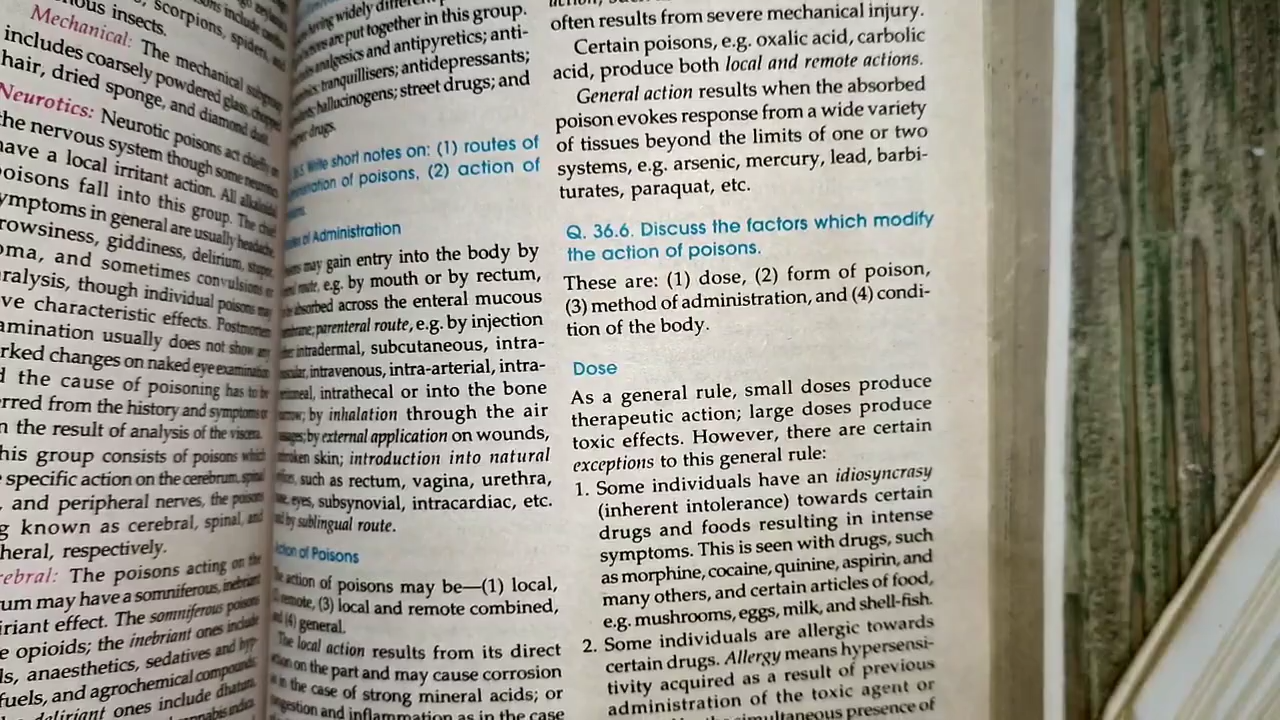 scorpions, spiders, and
insects.
Mechanical: The mechanical subgroup
includes coarsely powdered glass, chopped
hair, dried sponge, and diamond dust.
Neurotics: Neurotic poisons act chiefly on
the nervous system though some neurotics
have a local irritant action. All alkaloidal
poisons fall into this group. The chief
symptoms in general are usually headache,
drowsiness, giddiness, delirium, stupor,
coma, and sometimes convulsions or
paralysis, though individual poisons may
characteristic effects. Postmortem
amination usually does not show any
rked changes on naked eye examination
the cause of poisoning has to be
erred from the history and symptoms or
n the result of analysis of the viscera.
his group consists of poisons which
specific action on the cerebrum, spinal
and peripheral nerves, the poisons
g known as cerebral, spinal, and
heral, respectively.
rebral: The poisons acting on the
um may have a somniferous, inebriant
iriant effect. The somniferous poisons
e opioids; the inebriant ones include
ls, anaesthetics, sedatives and hyp-
fuels, and agrochemical compounds
deliriant ones include dhatura,
cannabis indica,
having widely
are put together in this group.
analgesics and antipyretics; anti-
tranquillisers; antidepressants;
hallucinogens; street drugs; and
drugs.
Write short notes on: (1) routes of
of poisons, (2) action of
of Administration
may gain entry into the body by
route, e.g. by mouth or by rectum,
absorbed across the enteral mucous
parenteral route, e.g. by injection
intradermal, subcutaneous, intra-
intravenous, intra-arterial, intra-
intrathecal or into the bone
by inhalation through the air
by external application on wounds,
skin; introduction into natural
such as rectum, vagina, urethra,
eyes, subsynovial, intracardiac, etc.
by sublingual route.
of Poisons
action of poisons may be—(1) local,
remote, (3) local and remote combined,
(4) general.
The local action results from its direct
on the part and may cause corrosion
in the case of strong mineral acids; or
and inflammation as in the case
often results from severe mechanical injury.
Certain poisons, e.g. oxalic acid, carbolic
acid, produce both local and remote actions.
General action results when the absorbed
poison evokes response from a wide variety
of tissues beyond the limits of one or two
systems, e.g. arsenic, mercury, lead, barbi-
turates, paraquat, etc.
Q. 36.6. Discuss the factors which modify
the action of poisons.
These are: (1) dose, (2) form of poison,
(3) method of administration, and (4) condi-
tion of the body.
Dose
As a general rule, small doses produce
therapeutic action; large doses produce
toxic effects. However, there are certain
exceptions to this general rule:
1. Some individuals have an idiosyncrasy
(inherent intolerance) towards certain
drugs and foods resulting in intense
symptoms. This is seen with drugs, such
as morphine, cocaine, quinine, aspirin, and
many others, and certain articles of food,
e.g. mushrooms, eggs, milk, and shell-fish.
2. Some individuals are allergic towards
certain drugs. Allergy means hypersensi-
tivity acquired as a result of previous
administration of the toxic agent or
simultaneous presence of